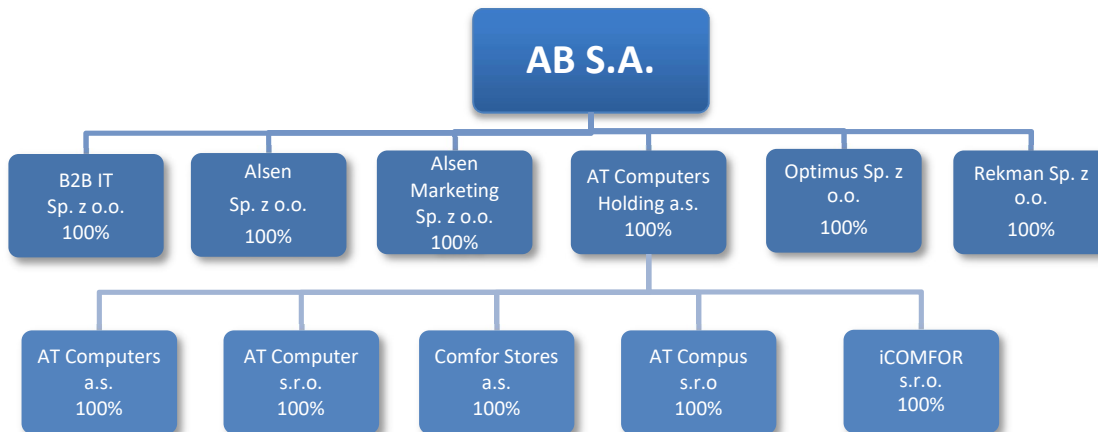 AB S.A.
B2B IT
Sp. z o.o.
100%
Alsen
Sp. z o.o.
100%
Alsen
Marketing
Sp. z o.o.
100%
AT Computers
Holding a.s.
100%
Optimus Sp. z
o.o.
100%
Rekman Sp. z
o.o.
100%
AT Computers
a.s.
100%
AT Computer
s.r.o.
100%
Comfor Stores
a.s.
100%
AT Compus
s.r.o
100%
iCOMFOR
s.r.o.
100%